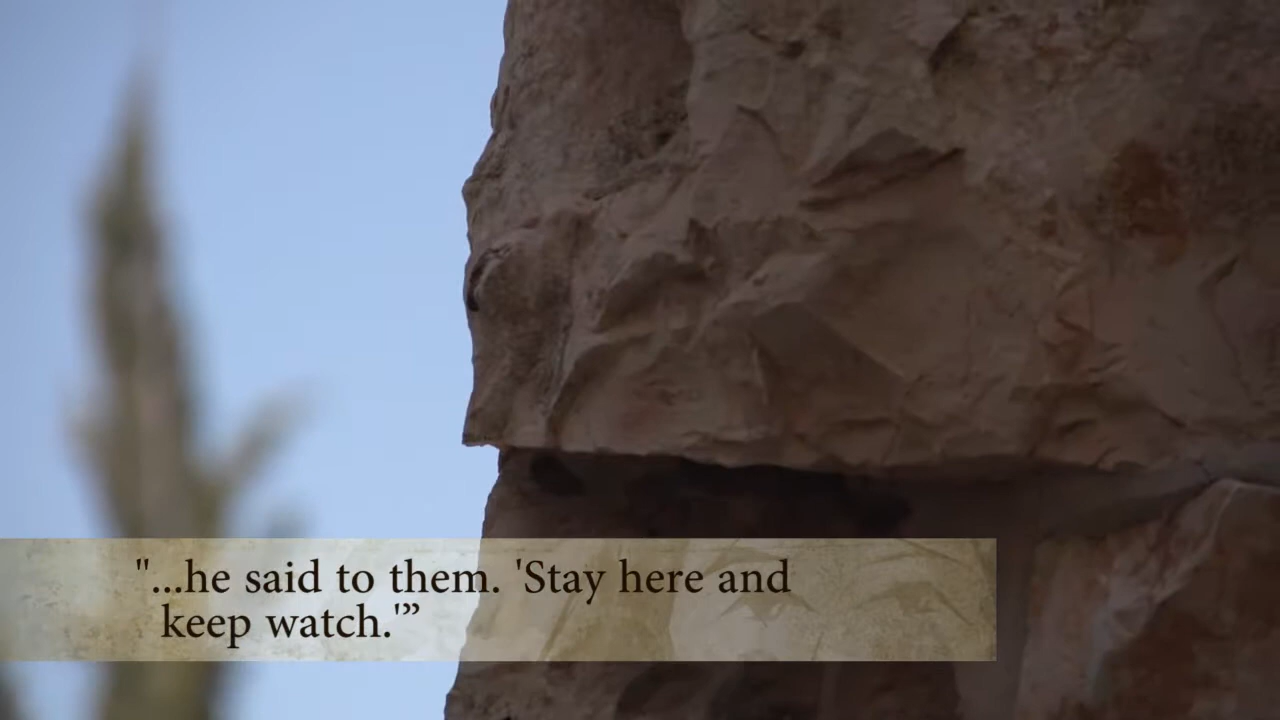 "...he said to them. 'Stay here and
keep watch.'”